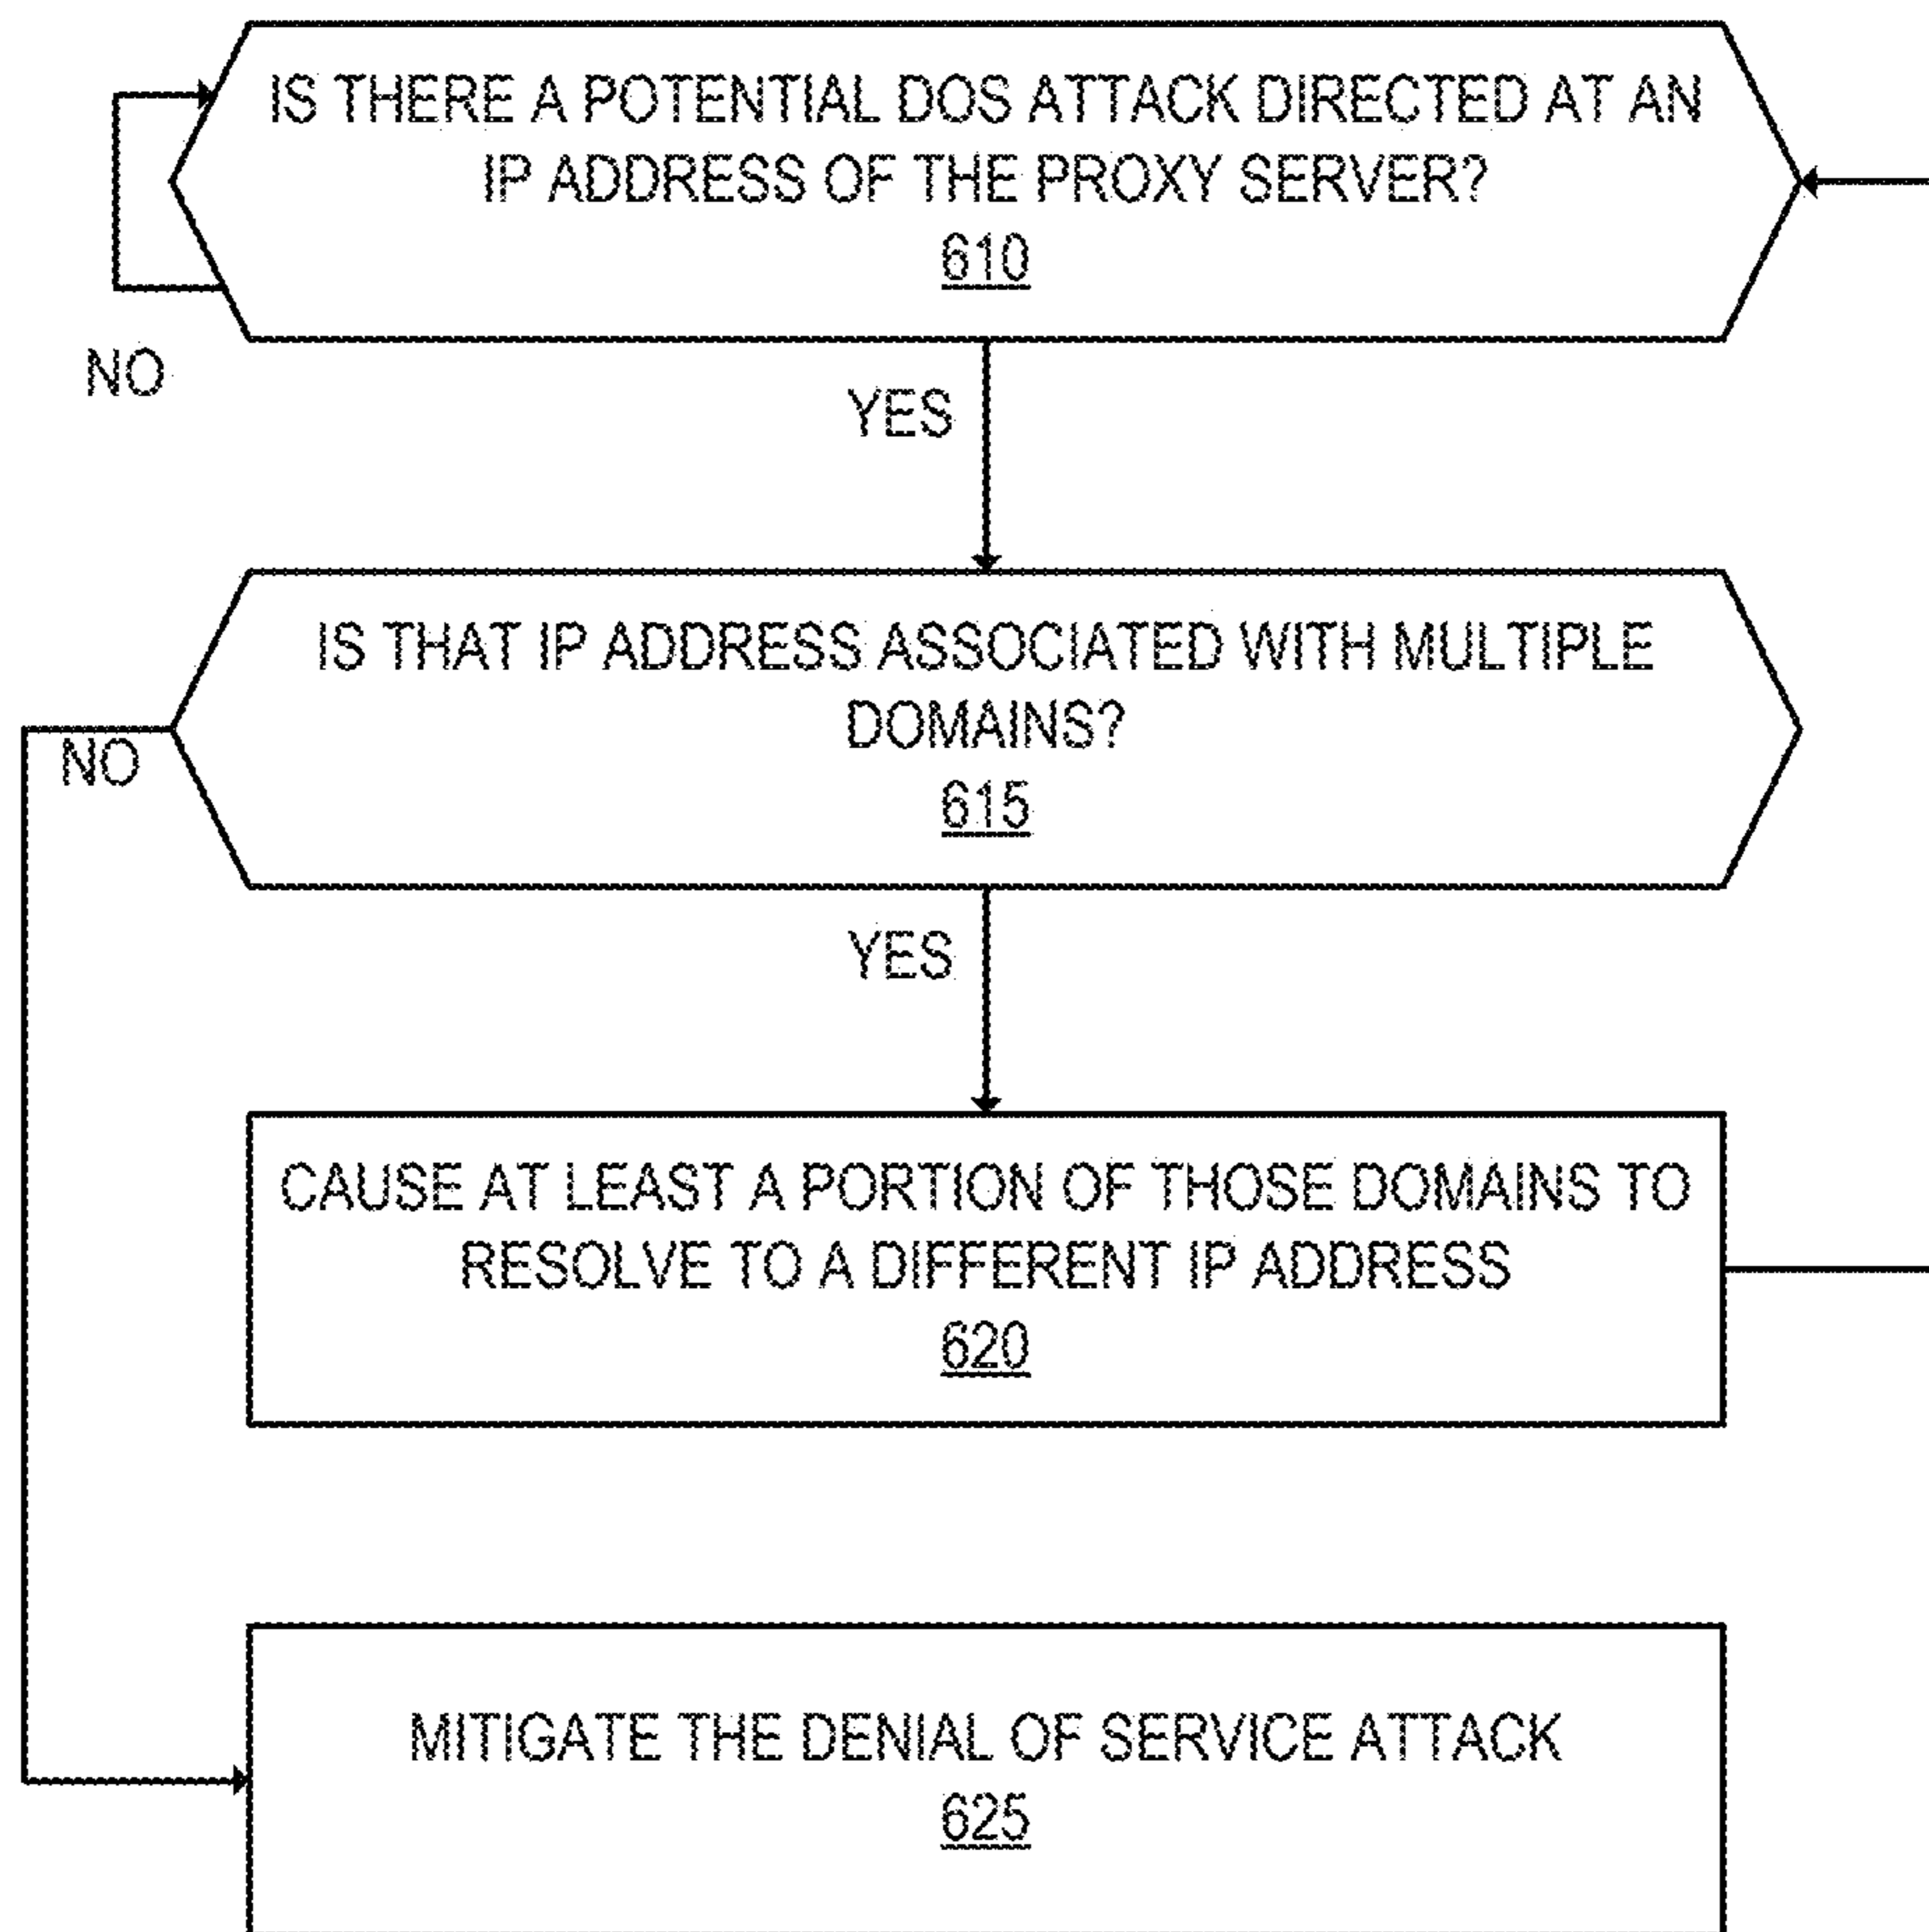 IS THERE A POTENTIAL DOS ATTACK DIRECTED AT AN
IP ADDRESS OF THE PROXY SERVER?
610
NO
YES
IS THAT IP ADDRESS ASSOCIATED WITH MULTIPLE
DOMAINS?
615
NO
YES
CAUSE AT LEAST A PORTION OF THOSE DOMAINS TO
RESOLVE TO A DIFFERENT IP ADDRESS
620
MITIGATE THE DENIAL OF SERVICE ATTACK
625